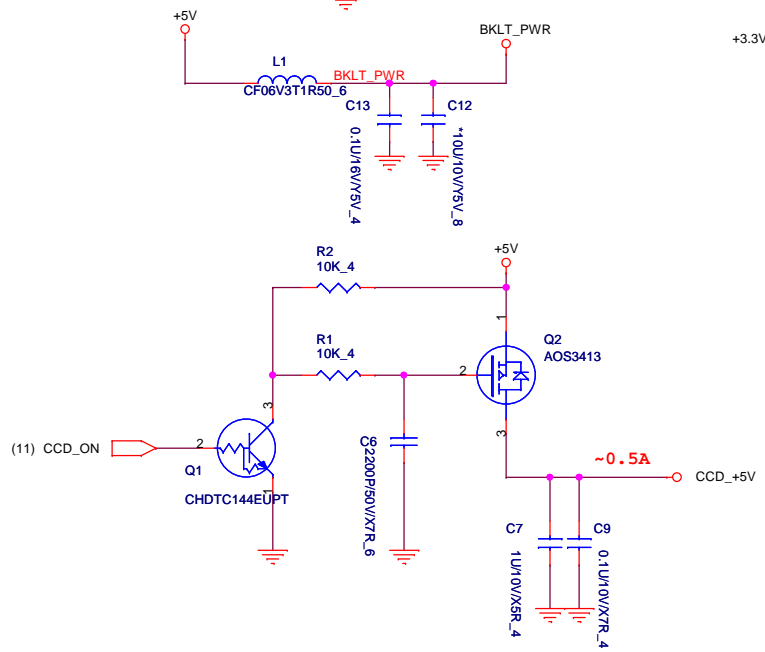 +5V
BKLT_PWR
+3.3V
L1
BKLT_PWR
CF06V3T1R50_6
C13
C12
0.1U/16V/Y5V_4
*10U/10V/Y5V_8
R2
10K_4
+5V
1
R1
10K_4
Q2
AOS3413
2
3
3
(11) CCD_ON
2
Q1
1
CHDTC144EUPT
C6
2200P/50V/X7R_6
~0.5A
CCD_+5V
C7
C9
1U/10V/X5R_4
0.1U/10V/X7R_4